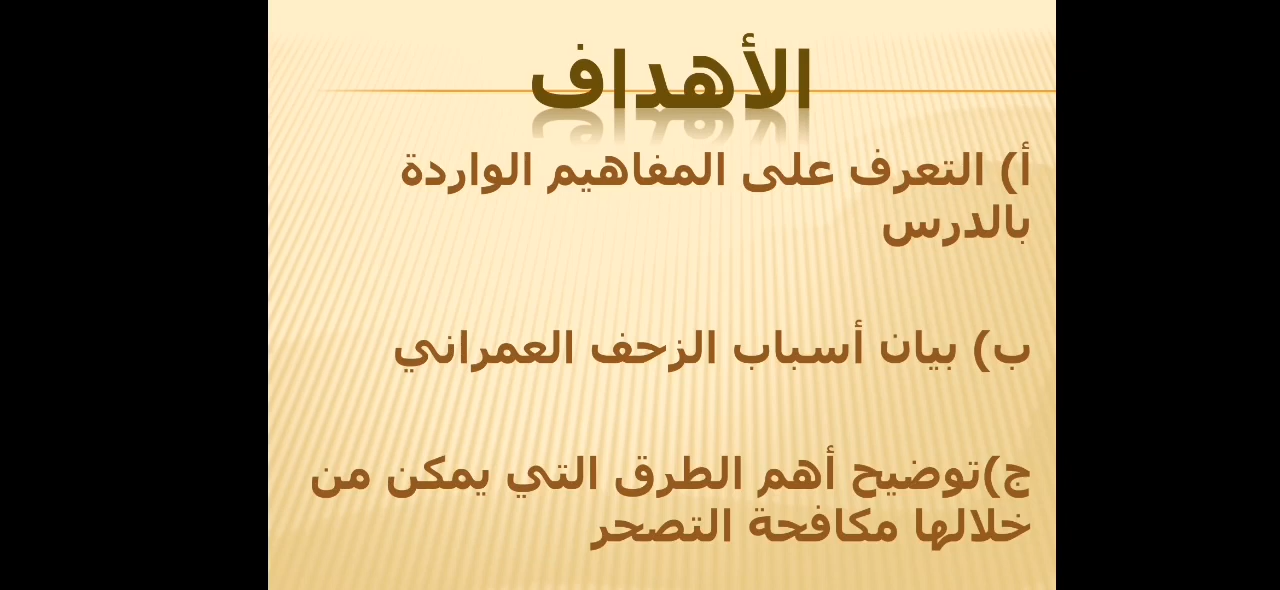 الأهداف
أ) التعرف على المفاهيم الواردة
بالدرس
ب) بيان أسباب الزحف العمراني
ج)توضيح أهم الطرق التي يمكن من
خلالها مكافحة التصحر